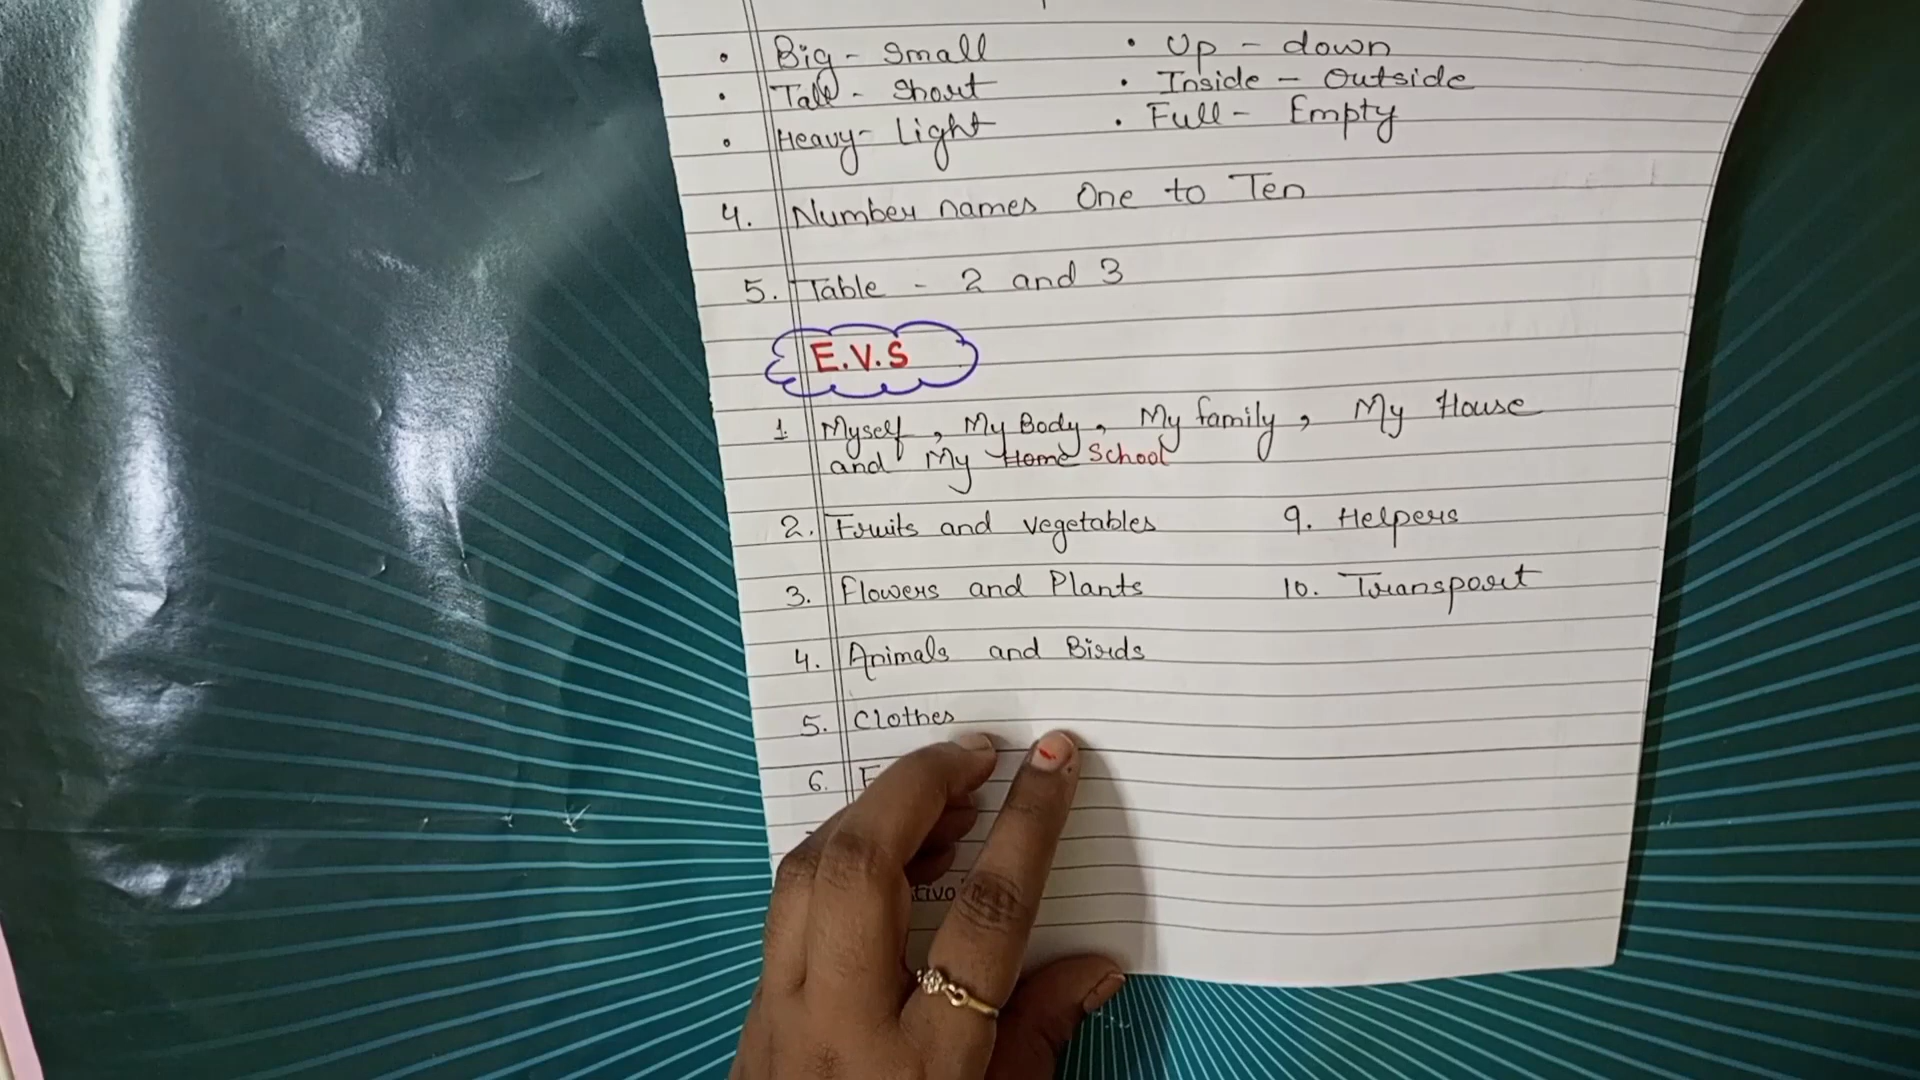 • Big - Small • Up - down
• Tall - Short • Inside - Outside
• Heavy - Light • Full - Empty
4. Number names One to Ten
5. Table - 2 and 3
E.V.S
1. Myself, My Body, My family, My House
and My Home School
2. Fruits and vegetables 9. Helpers
3. Flowers and Plants 10. Transport
4. Animals and Birds
5. Clothes
6.